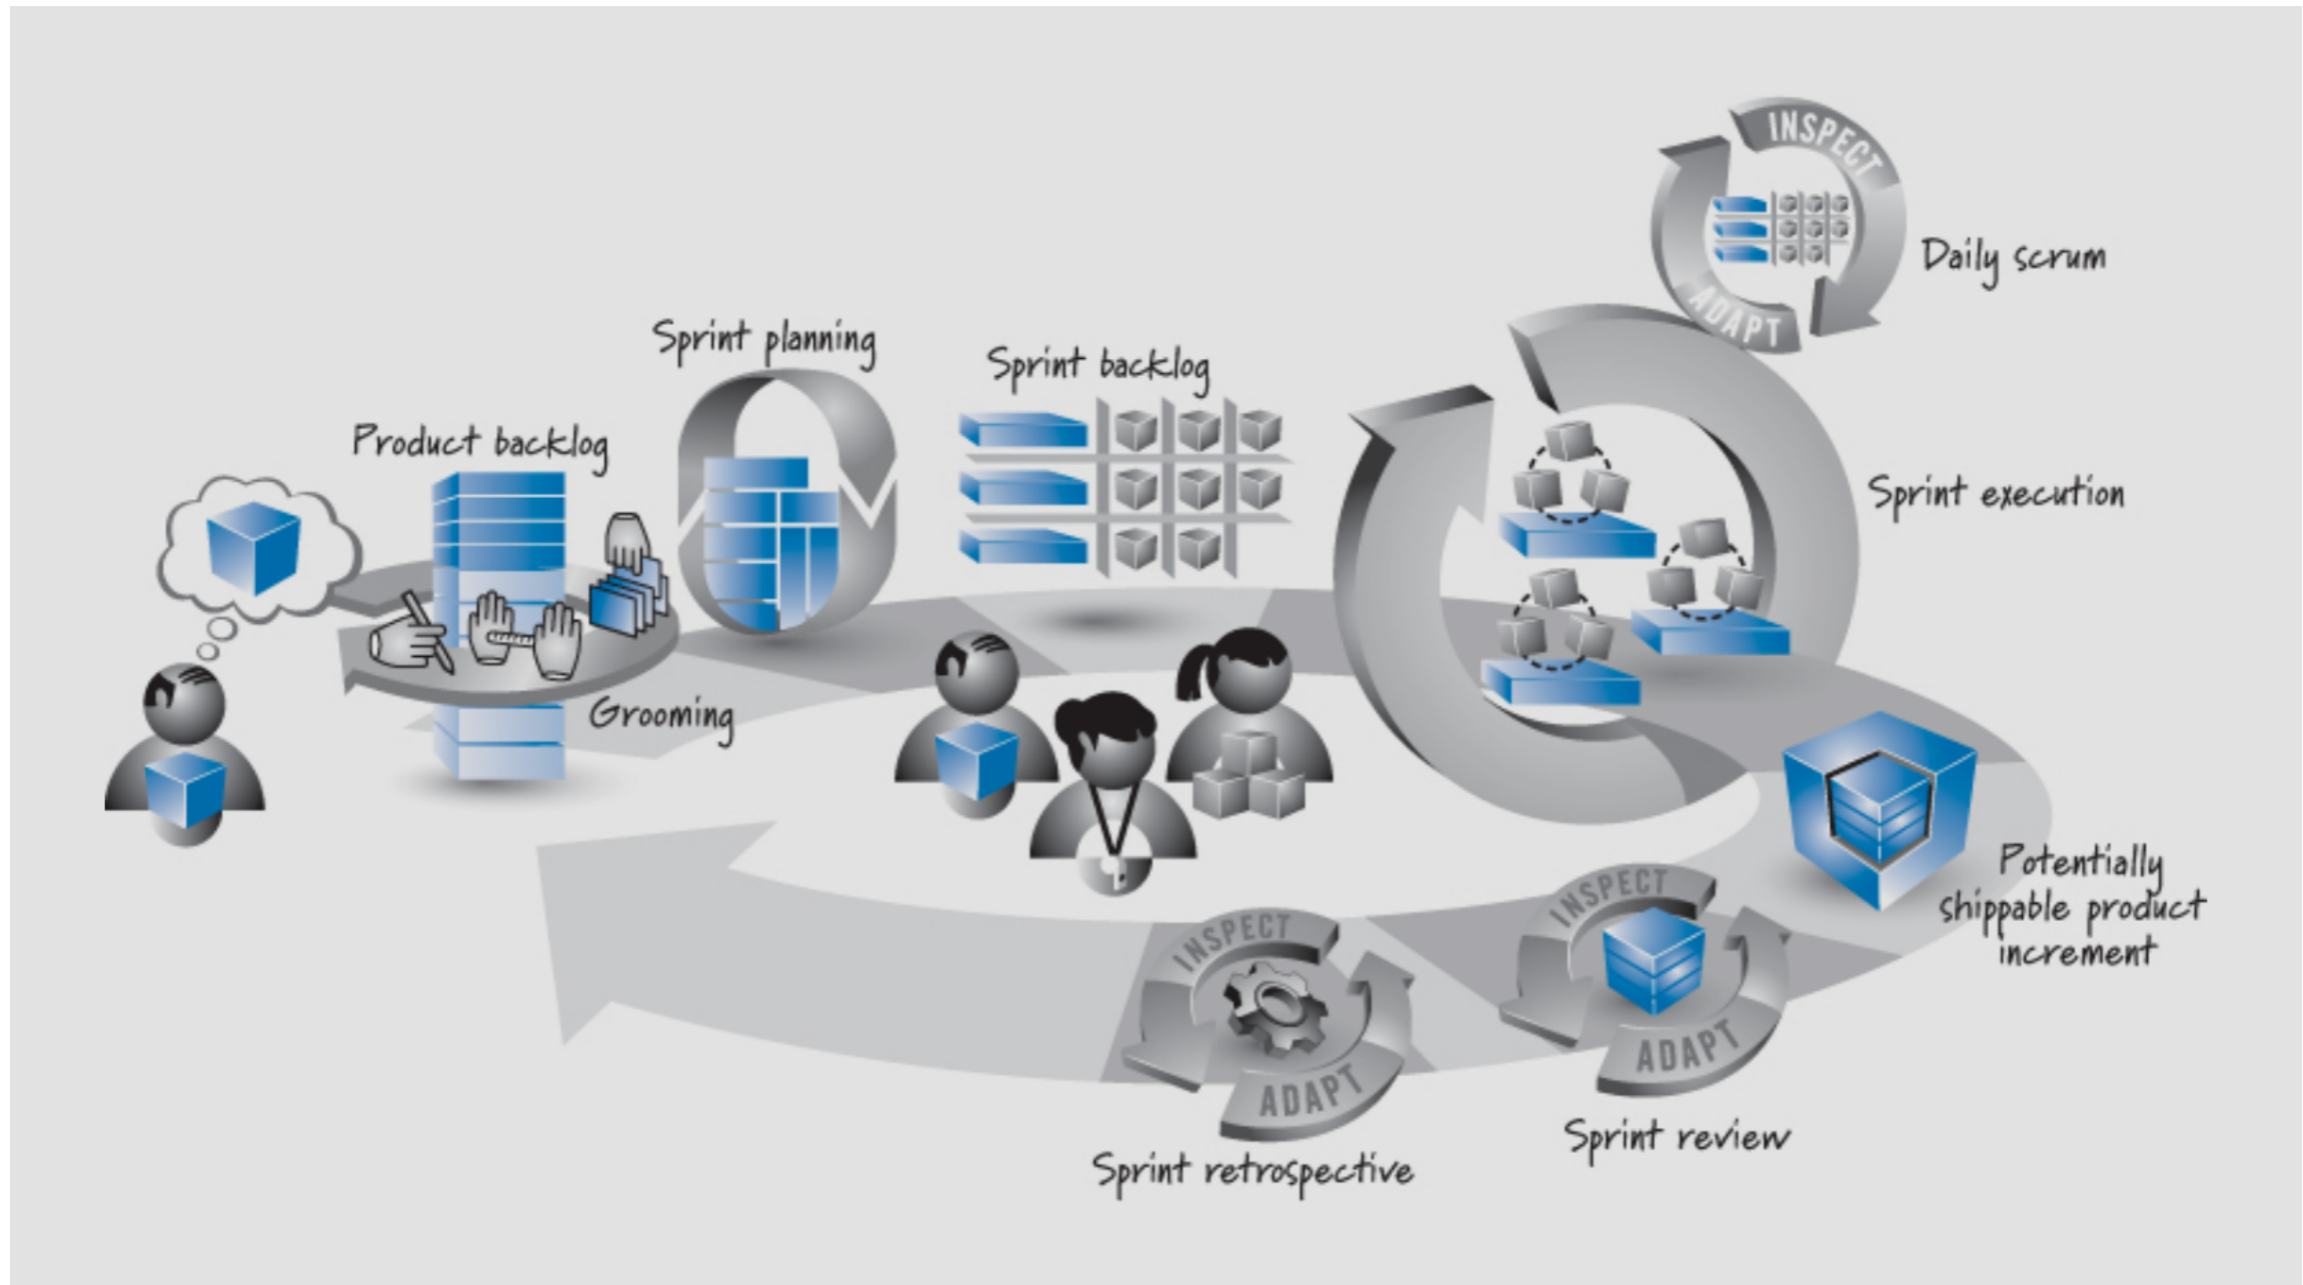 INSPECT
ADAPT
Daily scrum
Sprint planning
Sprint backlog
Product backlog
Sprint execution
Grooming
Potentially
shippable product
increment
INSPECT
ADAPT
Sprint review
INSPECT
ADAPT
Sprint retrospective